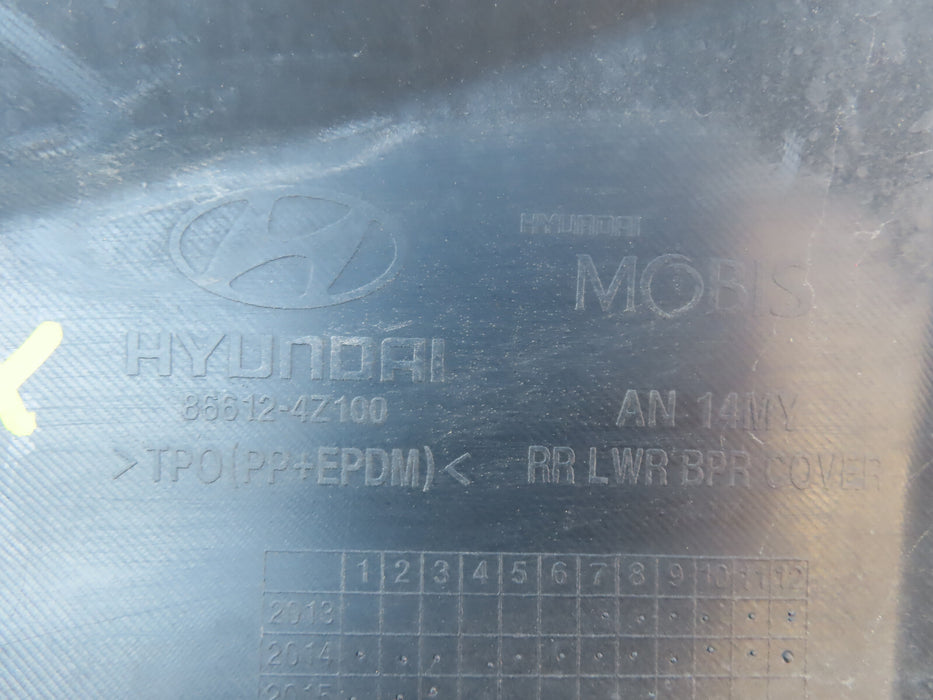 HYUNDAI
MOBIS
HYUNDAI
86612-4Z100
AN 14MY
>TPO(PP+EPDM)<
RR LWR BPR COVER
1 2 3 4 5 6 7 8 9 10 11 12
2013
2014
2015